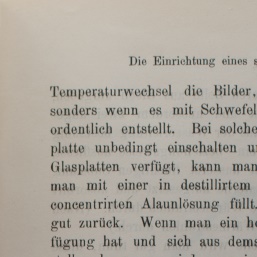 Die Einrichtung eines s
Temperaturwechsel die Bilder,
sonders wenn es mit Schwefel
ordentlich entstellt. Bei solche
platte unbedingt einschalten u
Glasplatten verfügt, kann man
man mit einer in destillirtem
concentrirten Alaunlösung füllt.
gut zurück. Wenn man ein he
fügung hat und sich aus dems